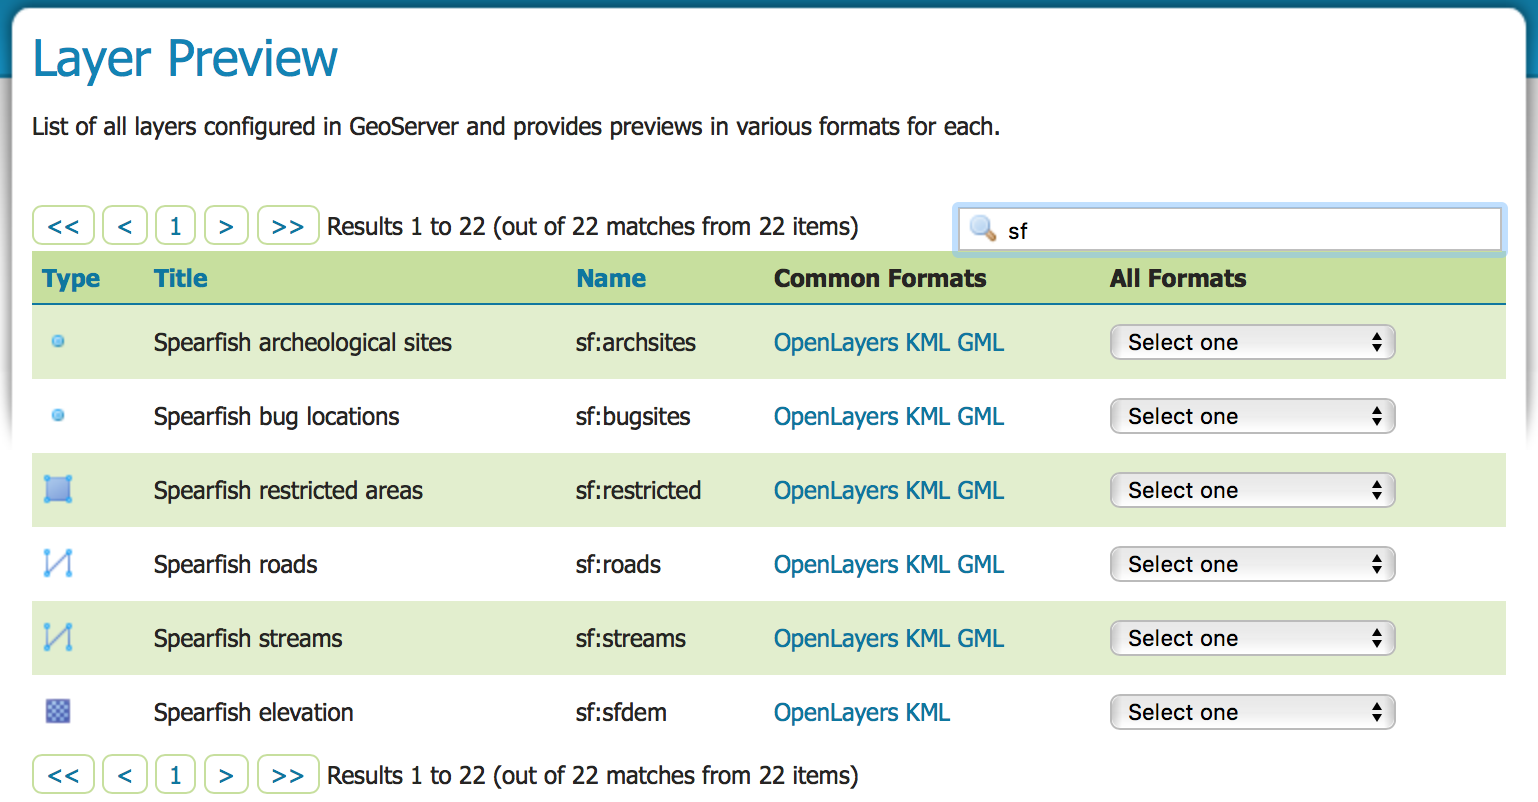 Layer Preview
List of all layers configured in GeoServer and provides previews in various formats for each.
<< < 1 > >> Results 1 to 22 (out of 22 matches from 22 items) sf
Type Title Name Common Formats All Formats
Spearfish archeological sites sf:archsites OpenLayers KML GML Select one
Spearfish bug locations sf:bugsites OpenLayers KML GML Select one
Spearfish restricted areas sf:restricted OpenLayers KML GML Select one
Spearfish roads sf:roads OpenLayers KML GML Select one
Spearfish streams sf:streams OpenLayers KML GML Select one
Spearfish elevation sf:sfdem OpenLayers KML Select one
<< < 1 > >> Results 1 to 22 (out of 22 matches from 22 items)